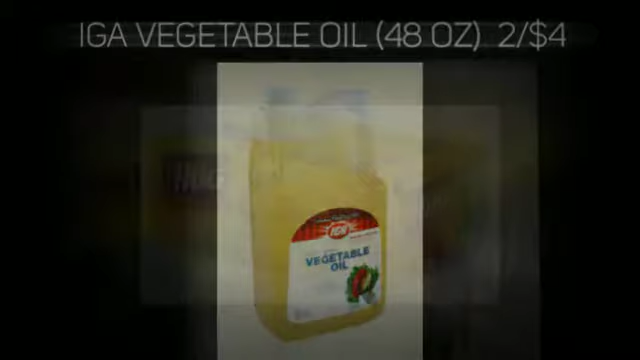 IGA VEGETABLE OIL (48 OZ) 2/$4
IGA
VEGETABLE
OIL